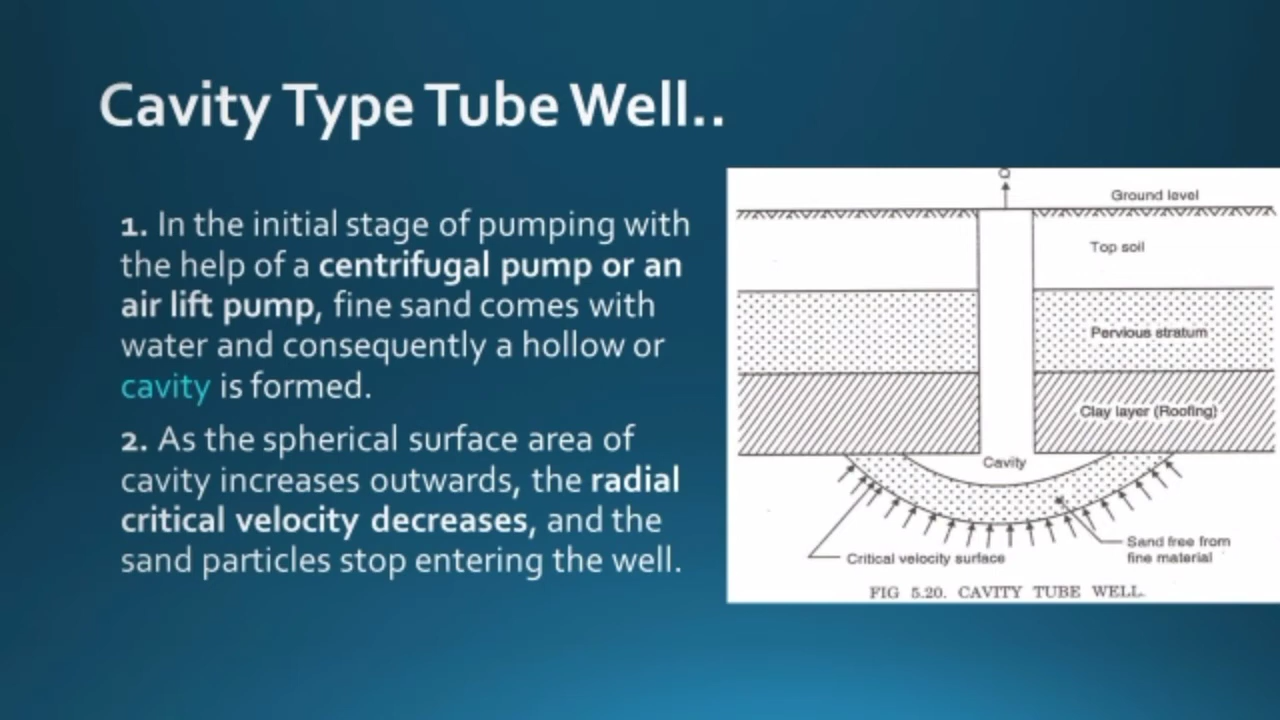 Cavity Type Tube Well..
1. In the initial stage of pumping with
the help of a centrifugal pump or an
air lift pump, fine sand comes with
water and consequently a hollow or
cavity is formed.
2. As the spherical surface area of
cavity increases outwards, the radial
critical velocity decreases, and the
sand particles stop entering the well.
Q
Ground level
Top soil
Pervious stratum
Clay layer (Roofing)
Cavity
Critical velocity surface
Sand free from
fine material
FIG 5.20. CAVITY TUBE WELL.